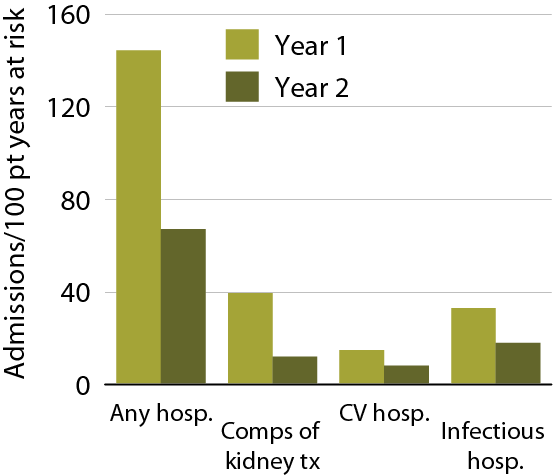 Admissions/100 pt years at risk
160
120
80
40
0
Year 1
Year 2
Any hosp.
Comps of
kidney tx
CV hosp.
Infectious
hosp.